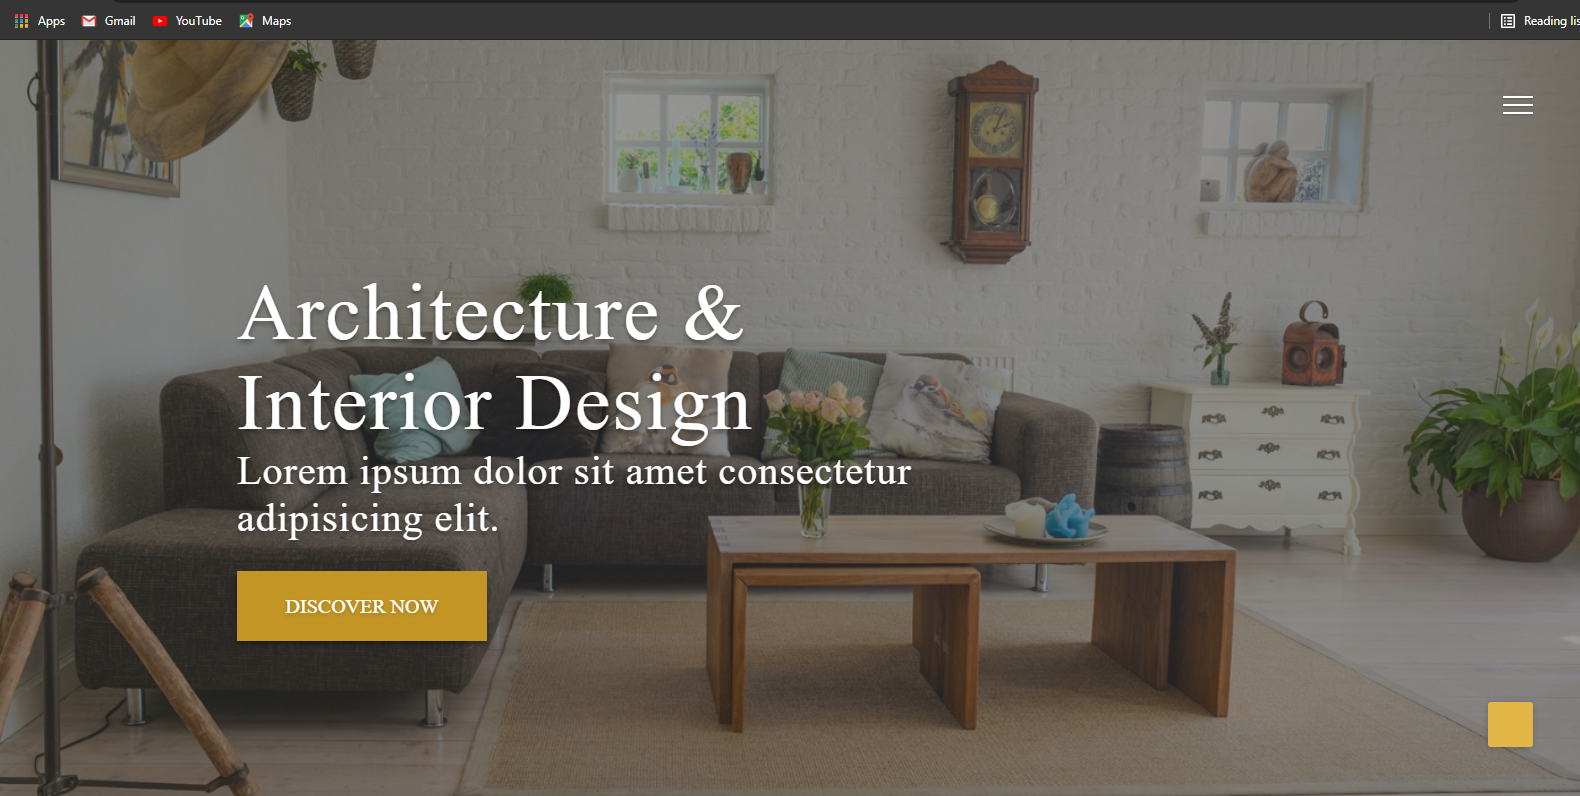 Apps Gmail YouTube Maps Reading lis
Architecture &
Interior Design
Lorem ipsum dolor sit amet consectetur
adipisicing elit.
DISCOVER NOW